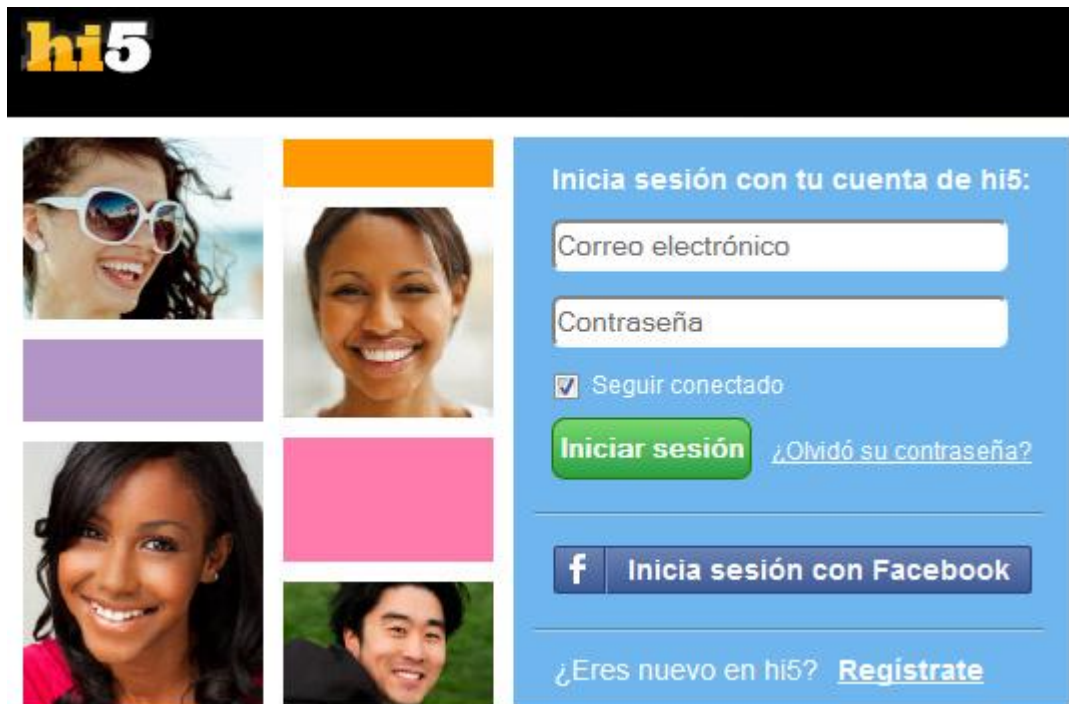 hi5
Inicia sesión con tu cuenta de hi5:
Correo electrónico
Contraseña
Seguir conectado
Iniciar sesión
¿Olvidó su contraseña?
f
Inicia sesión con Facebook
¿Eres nuevo en hi5? Regístrate